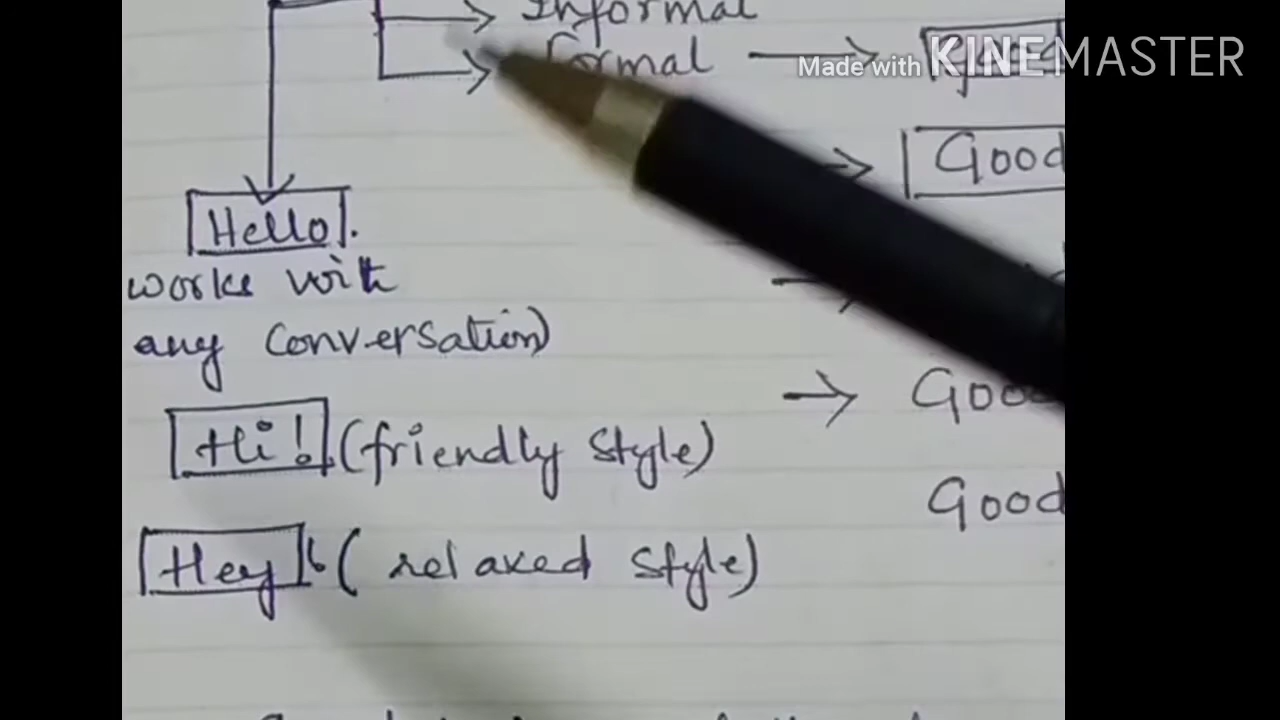 Informal
Formal → Good
Made with KINEMASTER
→ Good
Hello.
works with
any conversation)
→ Good
Hi! (friendly style)
Good
Hey! (relaxed style)